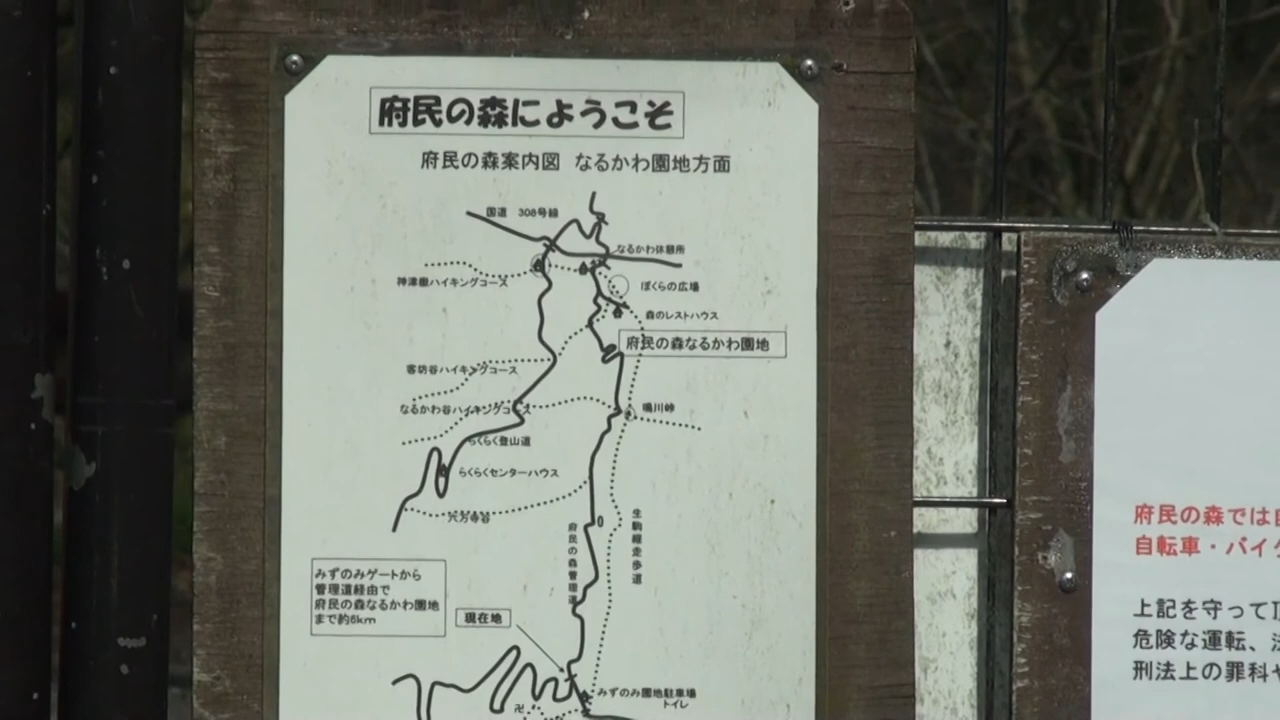 府民の森にようこそ
府民の森案内図 なるかわ園地方面
国道 308号線
なるかわ休憩所
神津嶽ハイキングコース
ぼくらの広場
森のレストハウス
府民の森なるかわ園地
客坊谷ハイキングコース
なるかわ谷ハイキングコース
鳴川峠
らくらく登山道
らくらくセンターハウス
六万寺谷
府民の森管理道
生駒縦走歩道
みずのみゲートから
管理道経由で
府民の森なるかわ園地
まで約6km
現在地
みずのみ園地駐車場
トイレ
卍
府民の森では
自転車・バイク
上記を守って
危険な運転、
刑法上の罪科や